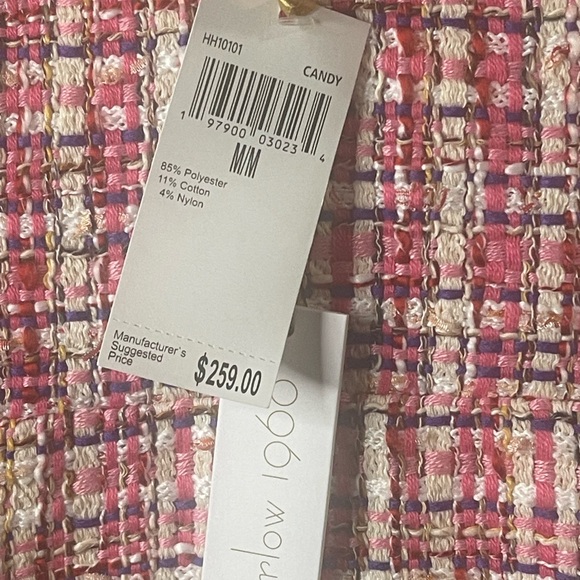 HH10101
CANDY
1 97900 03023 4
M/M
85% Polyester
11% Cotton
4% Nylon
Manufacturer's
Suggested
Price
$259.00
rlow 1960